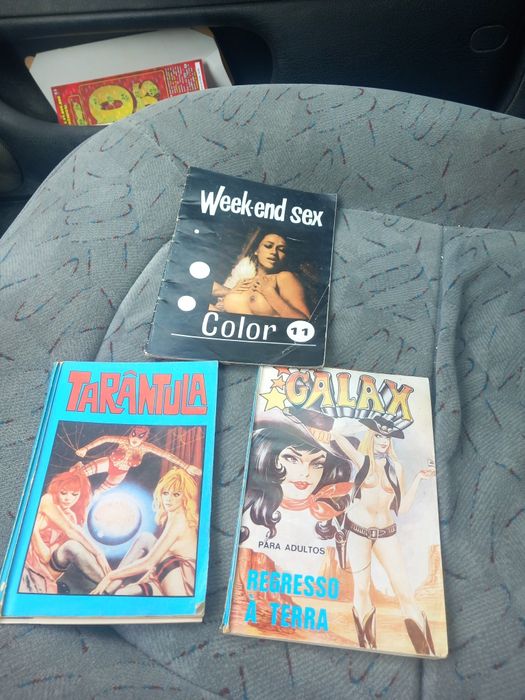 Week-end sex
Color 11
TARÂNTULA
GALAX
PARA ADULTOS
REGRESSO
À TERRA